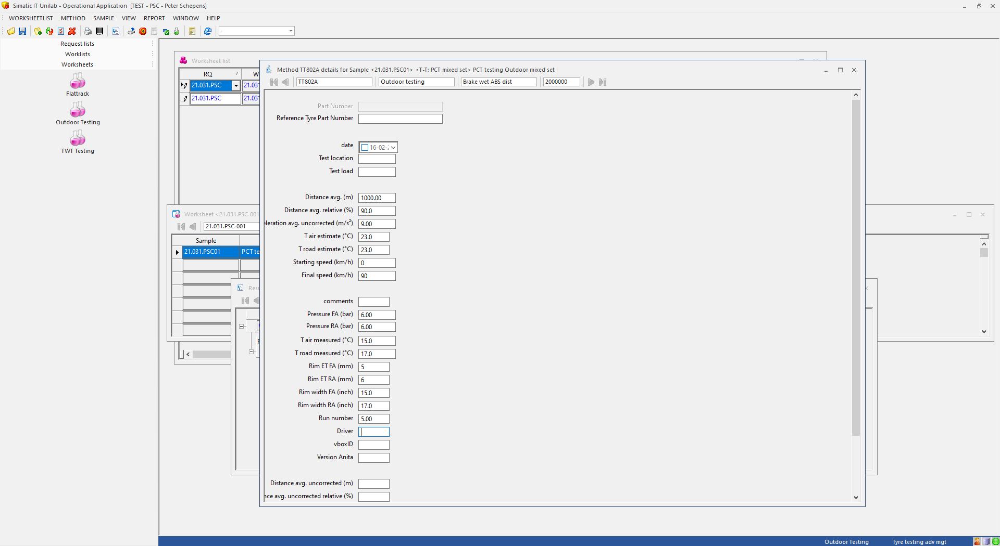 Simatic IT Unilab - Operational Application [TEST - PSC - Peter Schepens]
WORKSHEETLIST METHOD SAMPLE VIEW REPORT WINDOW HELP
-
Request lists
Worklists
Worksheets
Flattrack
Outdoor Testing
TWT Testing
Worksheet list
RQ
21.031.PSC
21.031.PSC
Worksheet <21.031.PSC-001
21.031.PSC-001
Sample
21.031.PSC01 PCT te
Method TT802A details for Sample <21.031.PSC01> <T-T: PCT mixed set> PCT testing Outdoor mixed set
TT802A Outdoor testing Brake wet ABS dist 2000000
Part Number
Reference Tyre Part Number
date 16-02-
Test location
Test load
Distance avg. (m) 1000.00
Distance avg. relative (%) 90.0
eleration avg. uncorrected (m/s²) 9.00
T air estimate (°C) 23.0
T road estimate (°C) 23.0
Starting speed (km/h) 0
Final speed (km/h) 90
comments
Pressure FA (bar) 6.00
Pressure RA (bar) 6.00
T air measured (°C) 15.0
T road measured (°C) 17.0
Rim ET FA (mm) 5
Rim ET RA (mm) 6
Rim width FA (inch) 15.0
Rim width RA (inch) 17.0
Run number 5.00
Driver
vboxID
Version Anita
Distance avg. uncorrected (m)
nce avg. uncorrected relative (%)
Outdoor Testing Tyre testing adv mgt